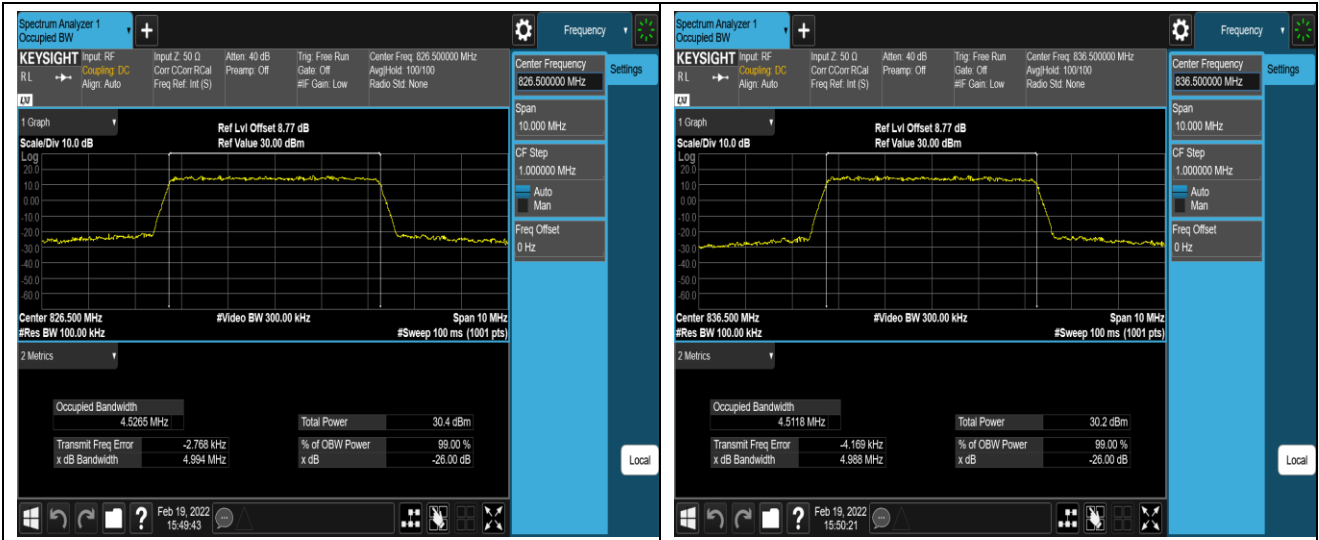 Spectrum Analyzer 1
Occupied BW
Frequency
KEYSIGHT
Input: RF
Coupling: DC
Align: Auto
Input Z: 50 Ω
Corr CCorr RCal
Freq Ref: Int (S)
Atten: 40 dB
Preamp: Off
Trig: Free Run
Gate: Off
#IF Gain: Low
Center Freq: 826.500000 MHz
Avg|Hold: 100/100
Radio Std: None
R L
LXI
Center Frequency
826.500000 MHz
Settings
Span
10.000 MHz
CF Step
1.000000 MHz
Auto
Man
Freq Offset
0 Hz
1 Graph
Scale/Div 10.0 dB
Ref Lvl Offset 8.77 dB
Ref Value 30.00 dBm
Log
20.0
10.0
0.00
-10.0
-20.0
-30.0
-40.0
-50.0
-60.0
Center 826.500 MHz
#Video BW 300.00 kHz
Span 10 MHz
#Res BW 100.00 kHz
#Sweep 100 ms (1001 pts)
2 Metrics
Occupied Bandwidth
4.5265 MHz
Total Power 30.4 dBm
Transmit Freq Error -2.768 kHz
% of OBW Power 99.00 %
x dB Bandwidth 4.994 MHz
x dB -26.00 dB
Local
?
Feb 19, 2022
15:49:43
Spectrum Analyzer 1
Occupied BW
Frequency
KEYSIGHT
Input: RF
Coupling: DC
Align: Auto
Input Z: 50 Ω
Corr CCorr RCal
Freq Ref: Int (S)
Atten: 40 dB
Preamp: Off
Trig: Free Run
Gate: Off
#IF Gain: Low
Center Freq: 836.500000 MHz
Avg|Hold: 100/100
Radio Std: None
R L
LXI
Center Frequency
836.500000 MHz
Settings
Span
10.000 MHz
CF Step
1.000000 MHz
Auto
Man
Freq Offset
0 Hz
1 Graph
Scale/Div 10.0 dB
Ref Lvl Offset 8.77 dB
Ref Value 30.00 dBm
Log
20.0
10.0
0.00
-10.0
-20.0
-30.0
-40.0
-50.0
-60.0
Center 836.500 MHz
#Video BW 300.00 kHz
Span 10 MHz
#Res BW 100.00 kHz
#Sweep 100 ms (1001 pts)
2 Metrics
Occupied Bandwidth
4.5118 MHz
Total Power 30.2 dBm
Transmit Freq Error -4.169 kHz
% of OBW Power 99.00 %
x dB Bandwidth 4.988 MHz
x dB -26.00 dB
Local
?
Feb 19, 2022
15:50:21